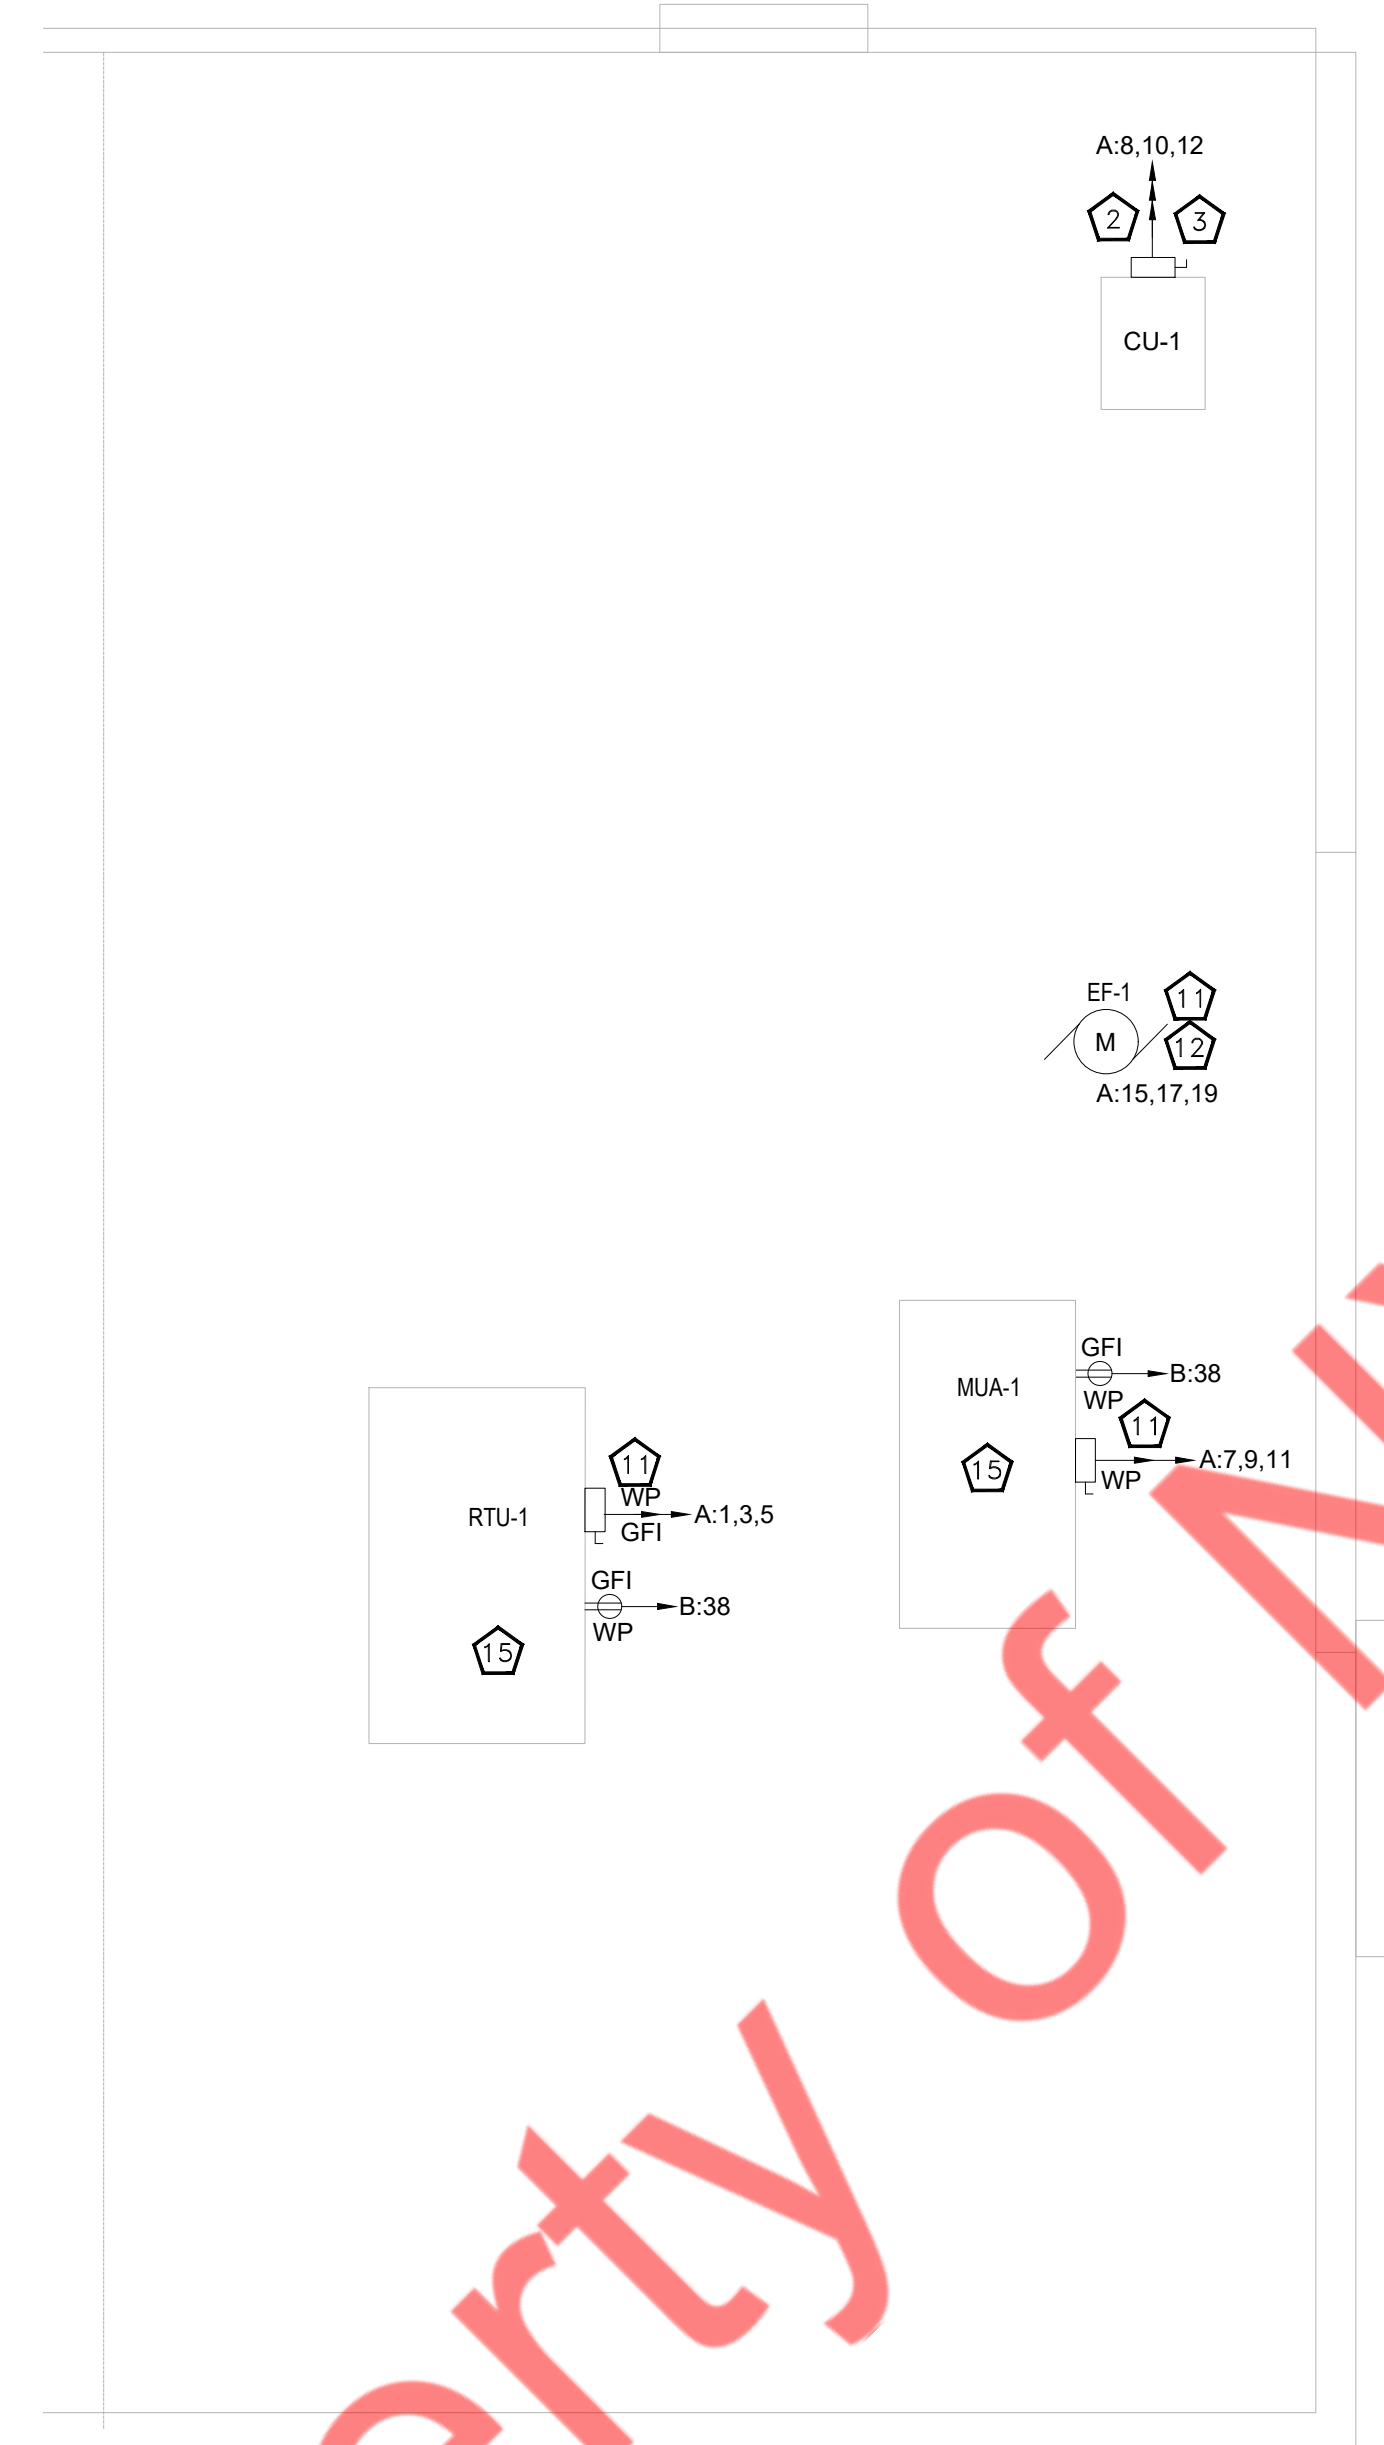 A:8,10,12
2
3
CU-1
EF-1
11
M
12
A:15,17,19
GFI
MUA-1
B:38
WP
11
15
A:7,9,11
WP
11
WP
RTU-1
A:1,3,5
GFI
GFI
B:38
WP
15
erty of